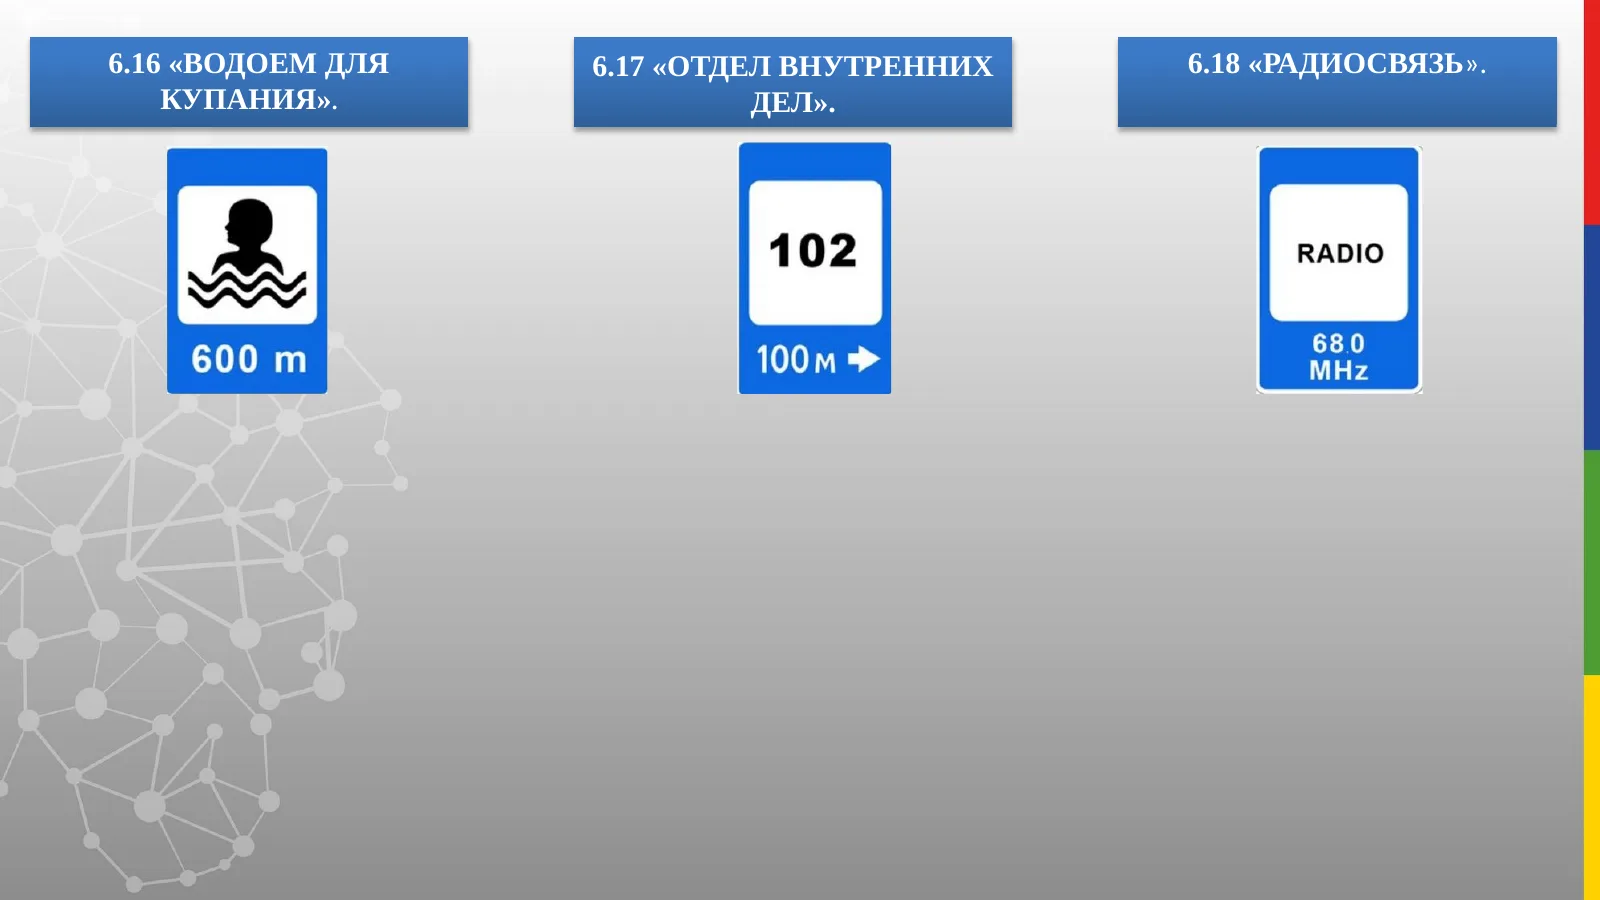 6.16 «ВОДОЕМ ДЛЯ
КУПАНИЯ».
6.17 «ОТДЕЛ ВНУТРЕННИХ
ДЕЛ».
6.18 «РАДИОСВЯЗЬ».
600 m
102
100 м
RADIO
68.0
MHz